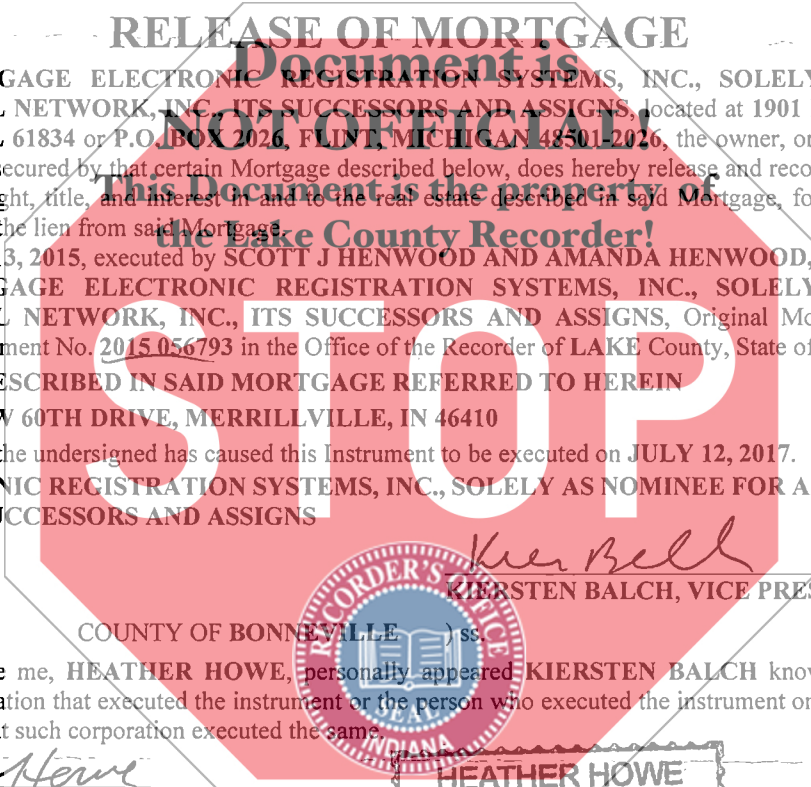 RELEASE OF MORTGAGE
Document is
GAGE ELECTRONIC REGISTRATION SYSTEMS, INC., SOLELY
NETWORK, INC., ITS SUCCESSORS AND ASSIGNS, located at 1901
NOT OFFICIAL!
61834 or P.O. BOX 2026, FLINT, MICHIGAN 48501-2026, the owner, or
secured by that certain Mortgage described below, does hereby release and reco
This Document is the property of
ght, title, and interest in and to the real estate described in said Mortgage, fo
the lien from said Mortgage.
the Lake County Recorder!
3, 2015, executed by SCOTT J HENWOOD AND AMANDA HENWOOD,
GAGE ELECTRONIC REGISTRATION SYSTEMS, INC., SOLELY
L NETWORK, INC., ITS SUCCESSORS AND ASSIGNS, Original Mo
ment No. 2015 056793 in the Office of the Recorder of LAKE County, State of
ESCRIBED IN SAID MORTGAGE REFERRED TO HEREIN
W 60TH DRIVE, MERRILLVILLE, IN 46410
STOP
the undersigned has caused this Instrument to be executed on JULY 12, 2017.
NIC REGISTRATION SYSTEMS, INC., SOLELY AS NOMINEE FOR A
UCCESSORS AND ASSIGNS
KIERSTEN BALCH, VICE PRES
RECORDER'S OFFICE
SEAL
INDIANA
COUNTY OF BONNEVILLE ) ss.
e me, HEATHER HOWE, personally appeared KIERSTEN BALCH know
ation that executed the instrument or the person who executed the instrument on
t such corporation executed the same.
Howe
HEATHER HOWE